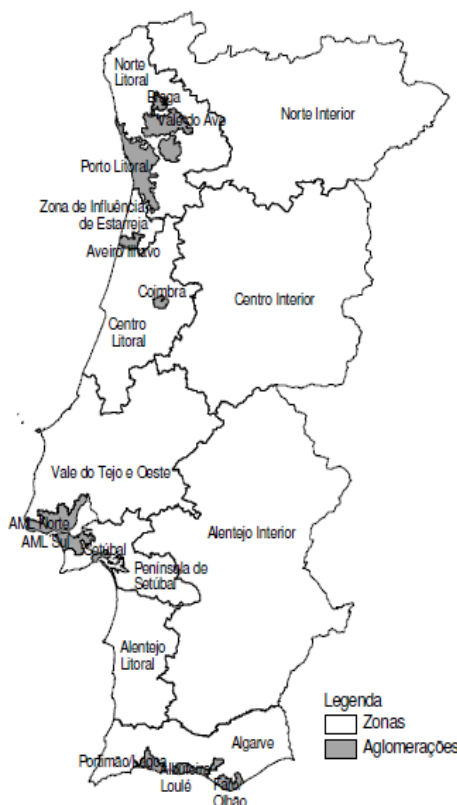 Norte
Litoral
Braga
Vale do Ave
Norte Interior
Porto Litoral
Zona de Influência
de Estarreja
Aveiro Ílhavo
Coimbra
Centro Interior
Centro
Litoral
Vale do Tejo e Oeste
AML Norte
AML Sul
Setúbal
Alentejo Interior
Península de
Setúbal
Alentejo
Litoral
Legenda
Zonas
Aglomerações
Algarve
Portimão/Lagoa
Albufeira
Loulé
Faro
Olhão